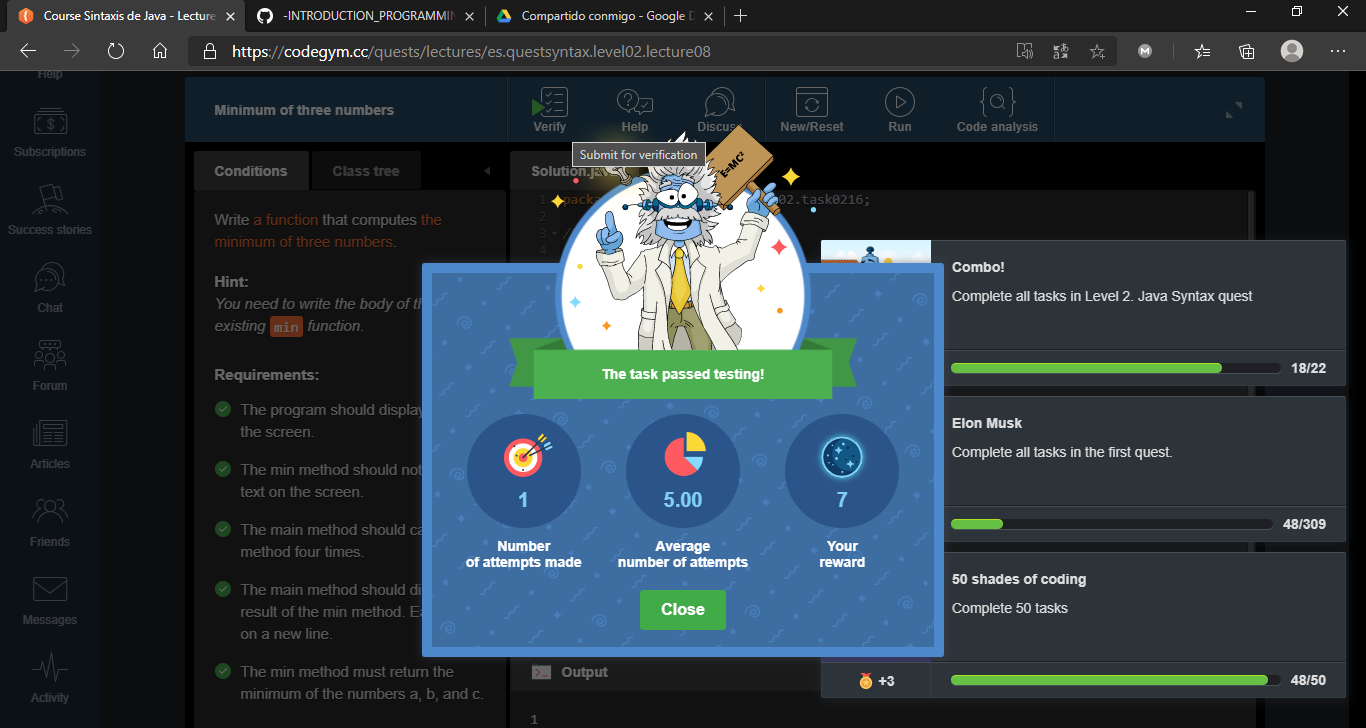 Course Sintaxis de Java - Lecture
-INTRODUCTION_PROGRAMMIN
Compartido conmigo - Google D
https://codegym.cc/quests/lectures/es.questsyntax.level02.lecture08
M
Help
Subscriptions
Success stories
Chat
Forum
Articles
Friends
Messages
Activity
Minimum of three numbers
Verify
Help
Discuss
New/Reset
Run
Code analysis
Submit for verification
E=MC²
Conditions
Class tree
Solution.ja
1
packa
02.task0216;
2
3
4
Write a function that computes the
minimum of three numbers.
Hint:
You need to write the body of th
existing min function.
Requirements:
The program should display
the screen.
The min method should not
text on the screen.
The main method should ca
method four times.
The main method should di
result of the min method. Ea
on a new line.
The min method must return the
minimum of the numbers a, b, and c.
The task passed testing!
1
Number
of attempts made
5.00
Average
number of attempts
7
Your
reward
Close
Combo!
Complete all tasks in Level 2. Java Syntax quest
18/22
Elon Musk
Complete all tasks in the first quest.
48/309
50 shades of coding
Complete 50 tasks
+3
48/50
Output
1